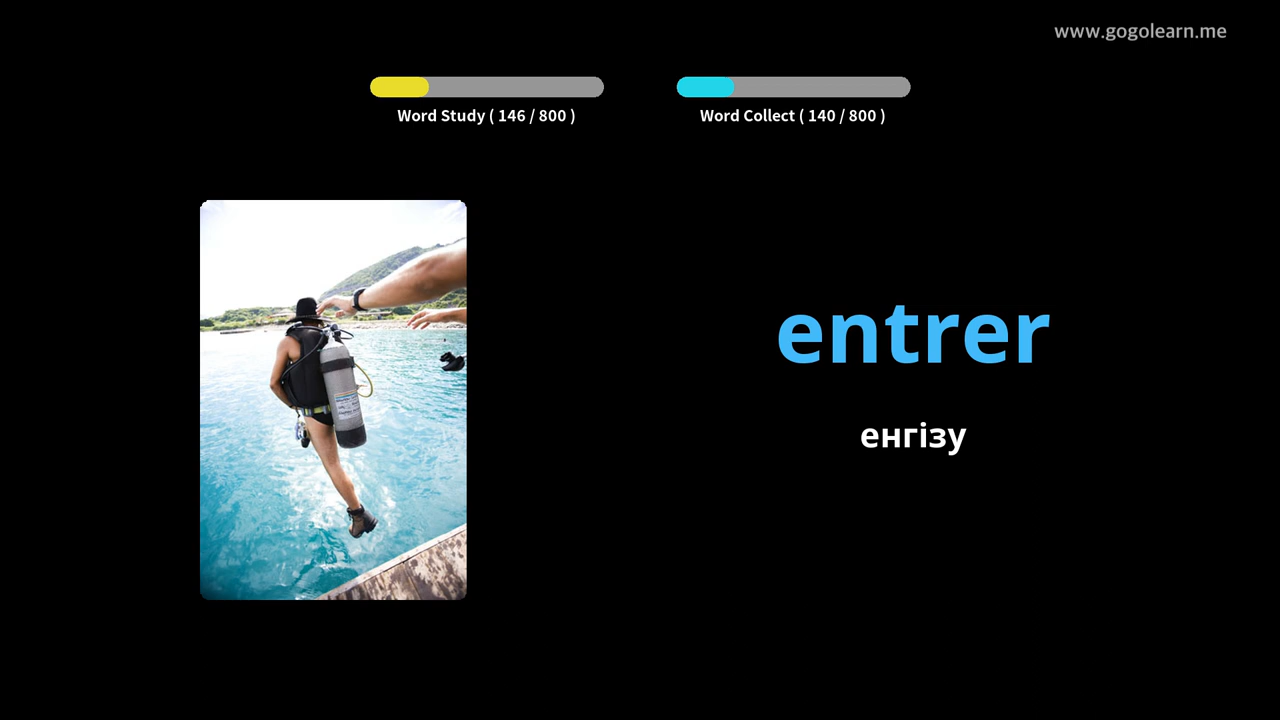 www.gogolearn.me
Word Study ( 146 / 800 )
Word Collect ( 140 / 800 )
entrer
енгізу